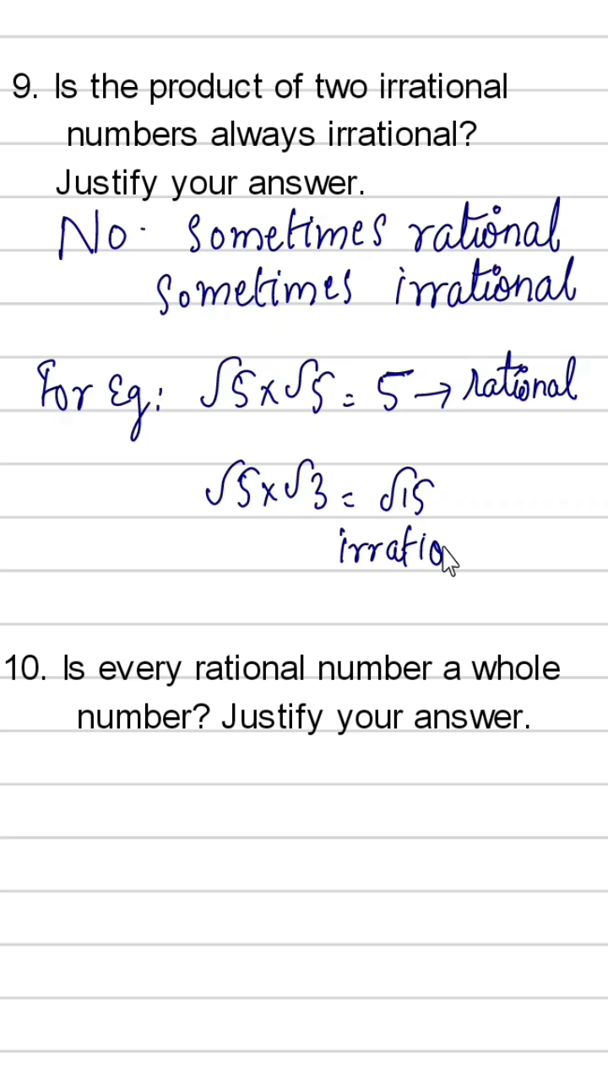 9. Is the product of two irrational
numbers always irrational?
Justify your answer.
No. sometimes rational
sometimes irrational
For Eg: √5 x √5 = 5 → rational
√5 x √3 = √15
irratio
10. Is every rational number a whole
number? Justify your answer.